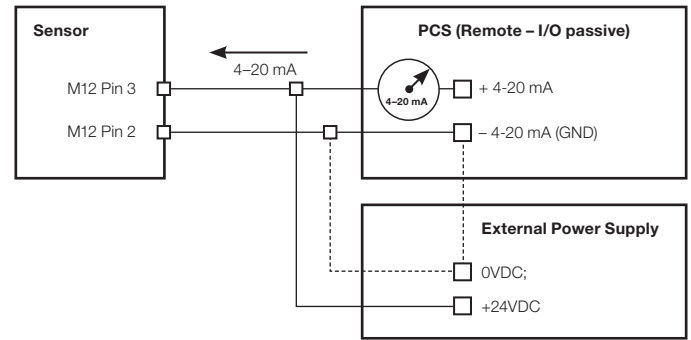 Sensor
PCS (Remote – I/O passive)
4–20 mA
M12 Pin 3
4–20 mA
+ 4-20 mA
M12 Pin 2
– 4-20 mA (GND)
External Power Supply
0VDC;
+24VDC